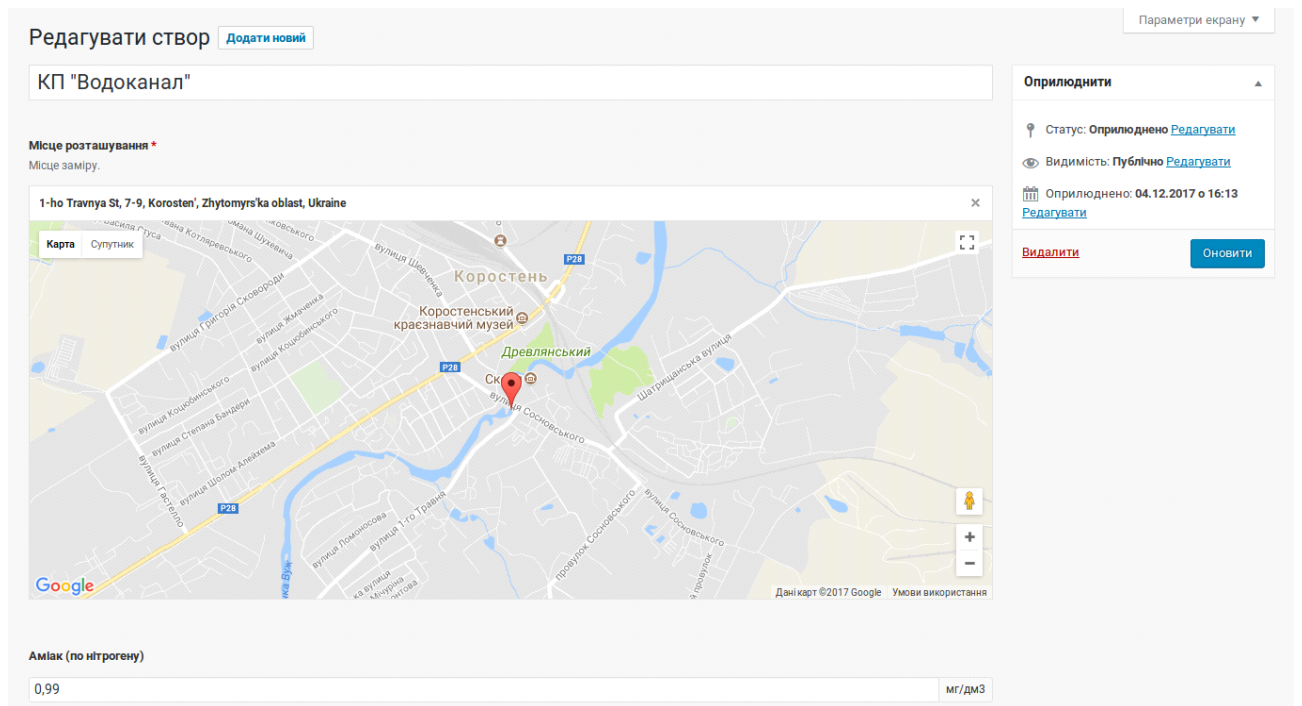 Параметри екрану
Редагувати створ
Додати новий
КП "Водоканал"
Оприлюднити
Статус: Оприлюднено Редагувати
Видимість: Публічно Редагувати
Оприлюднено: 04.12.2017 о 16:13
Редагувати
Видалити
Оновити
Місце розташування *
Місце заміру.
1-ho Travnya St, 7-9, Korosten', Zhytomyrs'ka oblast, Ukraine
Карта
Супутник
Коростень
Коростенський
краєзнавчий музей
Древлянський
P28
P28
P28
вулиця Шевченка
вулиця Григорія Сковороди
вулиця Жмаченка
вулиця Коцюбинського
вулиця Коцюбинського
вулиця Степана Бандери
вулиця Шолом Алейхема
вулиця Гастелло
Шатрищанська вулиця
вулиця Сосновського
вулиця Сосновського
провулок Сосновського
вулиця Ломоносова
вулиця 1-го Травня
Google
Дані карт ©2017 Google
Умови використання
Аміак (по нітрогену)
0,99
мг/дм3